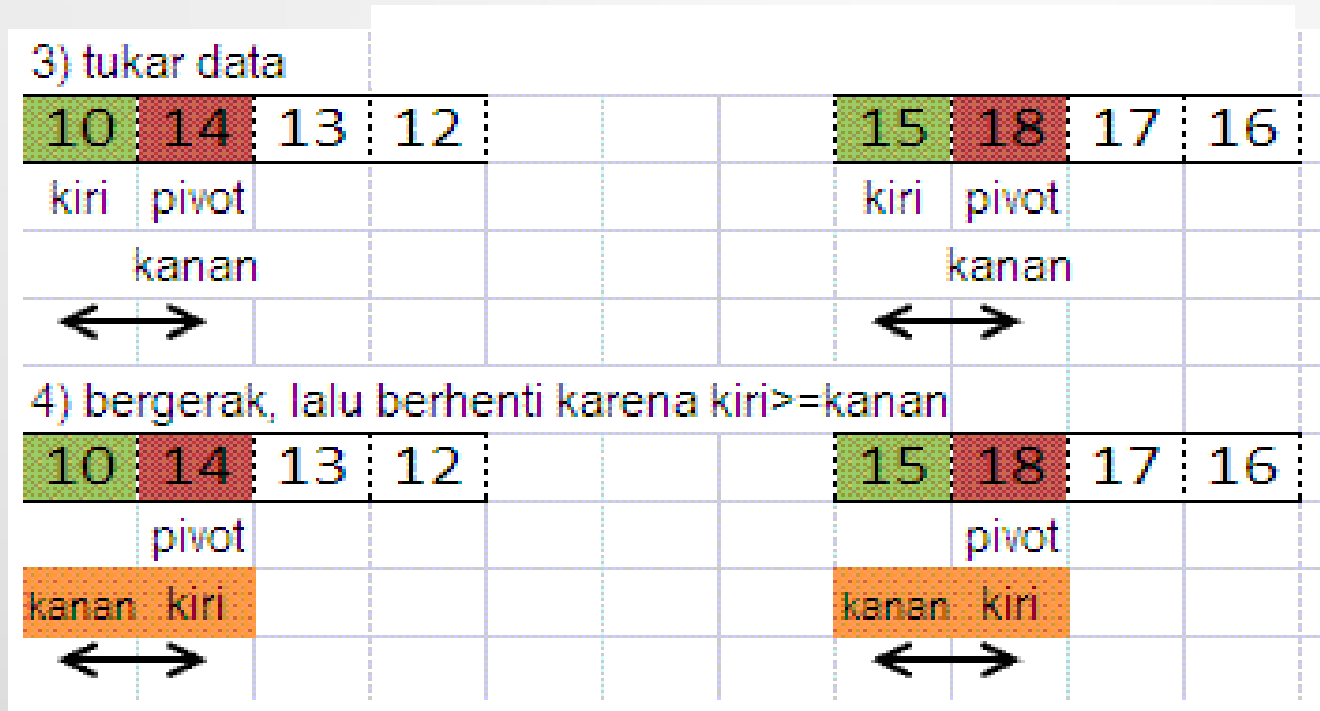 3) tukar data
10 14 13 12 15 18 17 16
kiri pivot kiri pivot
kanan kanan
4) bergerak, lalu berhenti karena kiri>=kanan
10 14 13 12 15 18 17 16
pivot pivot
kanan kiri kanan kiri